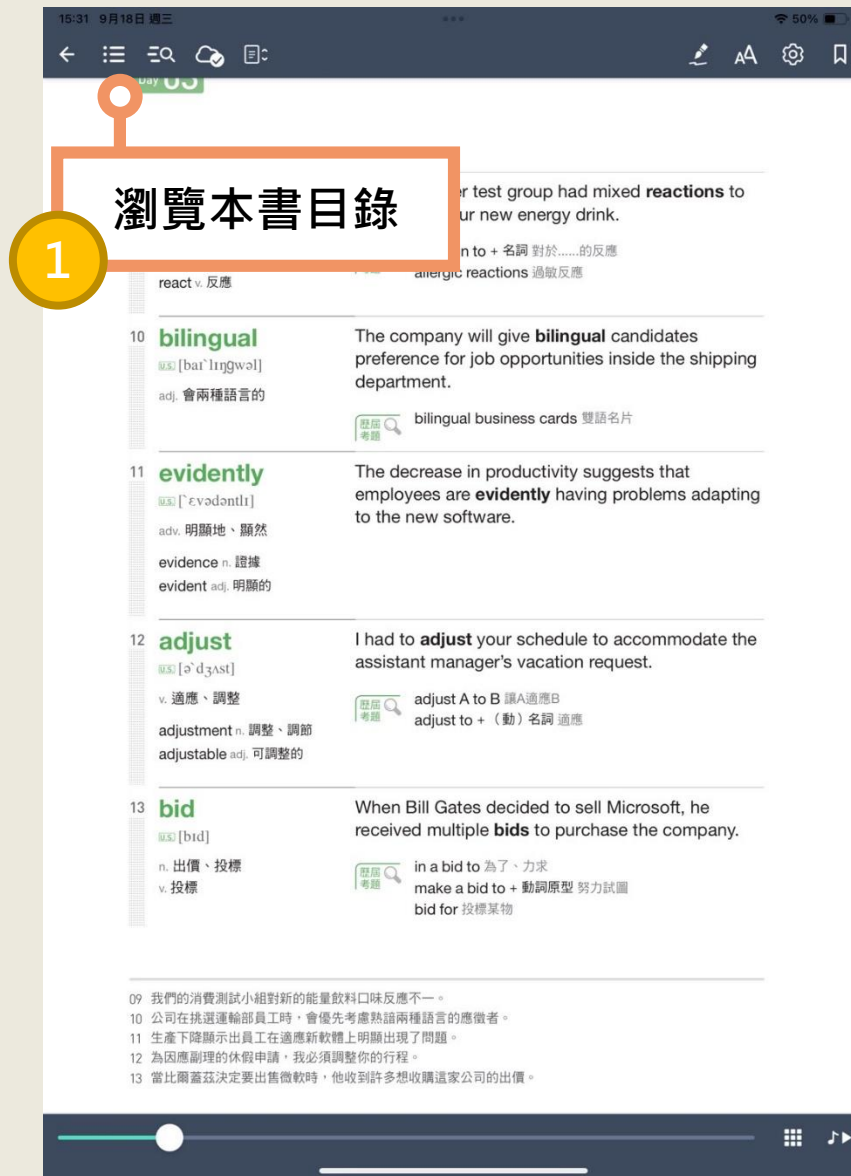 15:31 9月18日 週三
50%
AA
Day 03
瀏覽本書目錄
1
test group had mixed reactions to
new energy drink.
to + 名詞 對於......的反應
allergic reactions 過敏反應
react v. 反應
10 bilingual
U.S. [baɪˋlɪŋgwəl]
adj. 會兩種語言的
The company will give bilingual candidates
preference for job opportunities inside the shipping
department.
歷屆考題 bilingual business cards 雙語名片
11 evidently
U.S. [ˋɛvədəntlɪ]
adv. 明顯地、顯然
evidence n. 證據
evident adj. 明顯的
The decrease in productivity suggests that
employees are evidently having problems adapting
to the new software.
12 adjust
U.S. [əˋdʒʌst]
v. 適應、調整
adjustment n. 調整、調節
adjustable adj. 可調整的
I had to adjust your schedule to accommodate the
assistant manager's vacation request.
歷屆考題 adjust A to B 讓A適應B
adjust to + （動）名詞 適應
13 bid
U.S. [bɪd]
n. 出價、投標
v. 投標
When Bill Gates decided to sell Microsoft, he
received multiple bids to purchase the company.
歷屆考題 in a bid to 為了、力求
make a bid to + 動詞原型 努力試圖
bid for 投標某物
09 我們的消費測試小組對新的能量飲料口味反應不一。
10 公司在挑選運輸部員工時，會優先考慮熟諳兩種語言的應徵者。
11 生產下降顯示出員工在適應新軟體上明顯出現了問題。
12 為因應副理的休假申請，我必須調整你的行程。
13 當比爾蓋茲決定要出售微軟時，他收到許多想收購這家公司的出價。